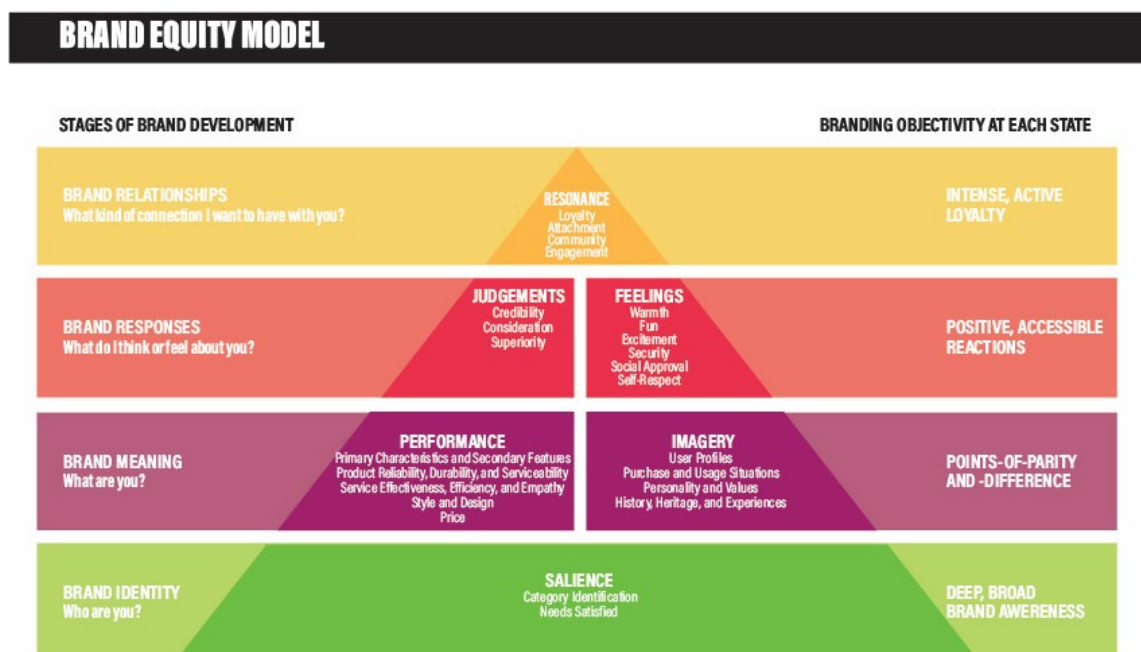 BRAND EQUITY MODEL
STAGES OF BRAND DEVELOPMENT
BRANDING OBJECTIVITY AT EACH STATE
BRAND RELATIONSHIPS
What kind of connection I want to have with you?
RESONANCE
Loyalty
Attachment
Community
Engagement
INTENSE, ACTIVE
LOYALTY
BRAND RESPONSES
What do I think or feel about you?
JUDGEMENTS
Credibility
Consideration
Superiority
FEELINGS
Warmth
Fun
Excitement
Security
Social Approval
Self-Respect
POSITIVE, ACCESSIBLE
REACTIONS
BRAND MEANING
What are you?
PERFORMANCE
Primary Characteristics and Secondary Features
Product Reliability, Durability, and Serviceability
Service Effectiveness, Efficiency, and Empathy
Style and Design
Price
IMAGERY
User Profiles
Purchase and Usage Situations
Personality and Values
History, Heritage, and Experiences
POINTS-OF-PARITY
AND -DIFFERENCE
BRAND IDENTITY
Who are you?
SALIENCE
Category Identification
Needs Satisfied
DEEP, BROAD
BRAND AWERENESS